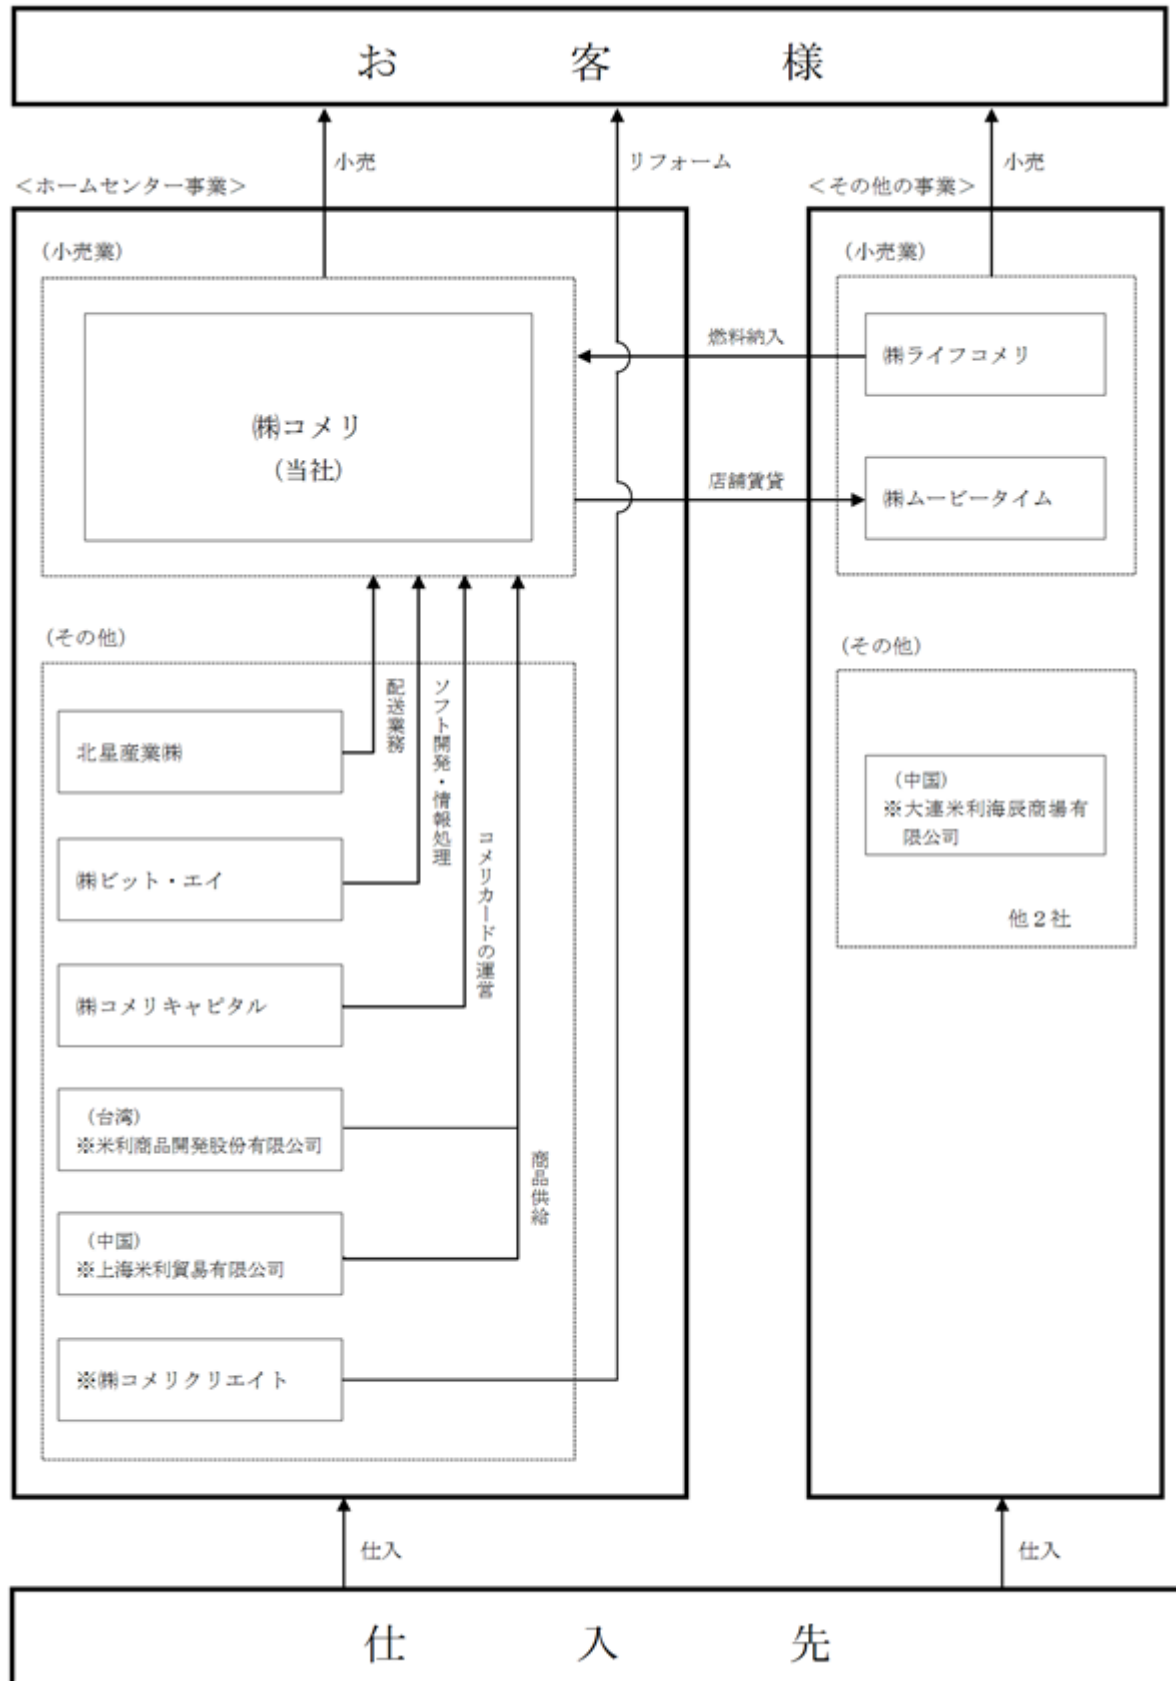 お客様
小売
リフォーム
小売
＜ホームセンター事業＞
＜その他の事業＞
(小売業)
(小売業)
㈱コメリ
(当社)
燃料納入
㈱ライフコメリ
店舗賃貸
㈱ムービータイム
(その他)
(その他)
北星産業㈱
配送業務
㈱ビット・エイ
ソフト開発・情報処理
㈱コメリキャピタル
コメリカードの運営
(台湾)
※米利商品開発股份有限公司
商品供給
(中国)
※上海米利貿易有限公司
※㈱コメリクリエイト
(中国)
※大連米利海辰商場有
限公司
他２社
仕入
仕入
仕入先